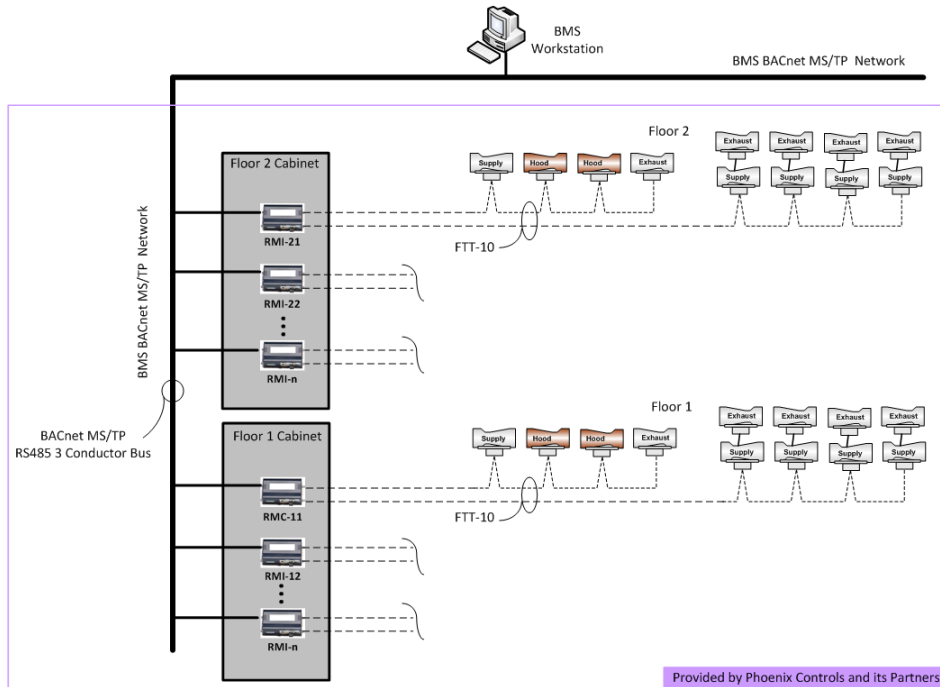 BMS
Workstation
BMS BACnet MS/TP Network
Floor 2
Floor 2 Cabinet
Supply
Hood
Hood
Exhaust
Exhaust
Exhaust
Exhaust
Exhaust
Supply
Supply
Supply
Supply
RMI-21
FTT-10
RMI-22
RMI-n
BMS BACnet MS/TP Network
BACnet MS/TP
RS485 3 Conductor Bus
Floor 1
Floor 1 Cabinet
Supply
Hood
Hood
Exhaust
Exhaust
Exhaust
Exhaust
Exhaust
Supply
Supply
Supply
Supply
RMC-11
FTT-10
RMI-12
RMI-n
Provided by Phoenix Controls and its Partners